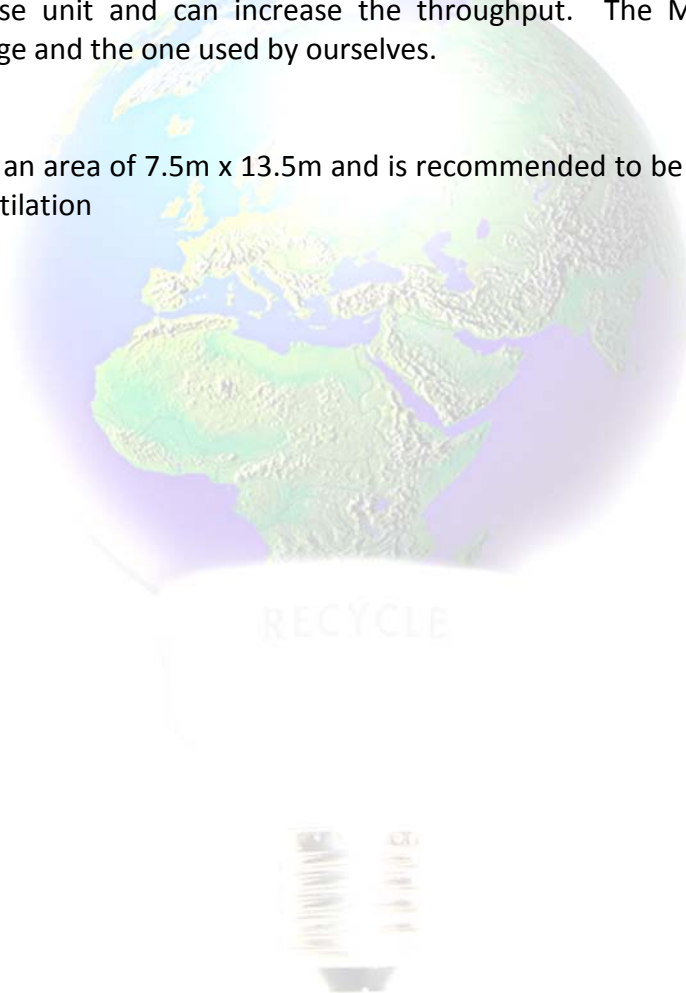 se unit and can increase the throughput. The M
ge and the one used by ourselves.
an area of 7.5m x 13.5m and is recommended to be
tilation
RECYCLE